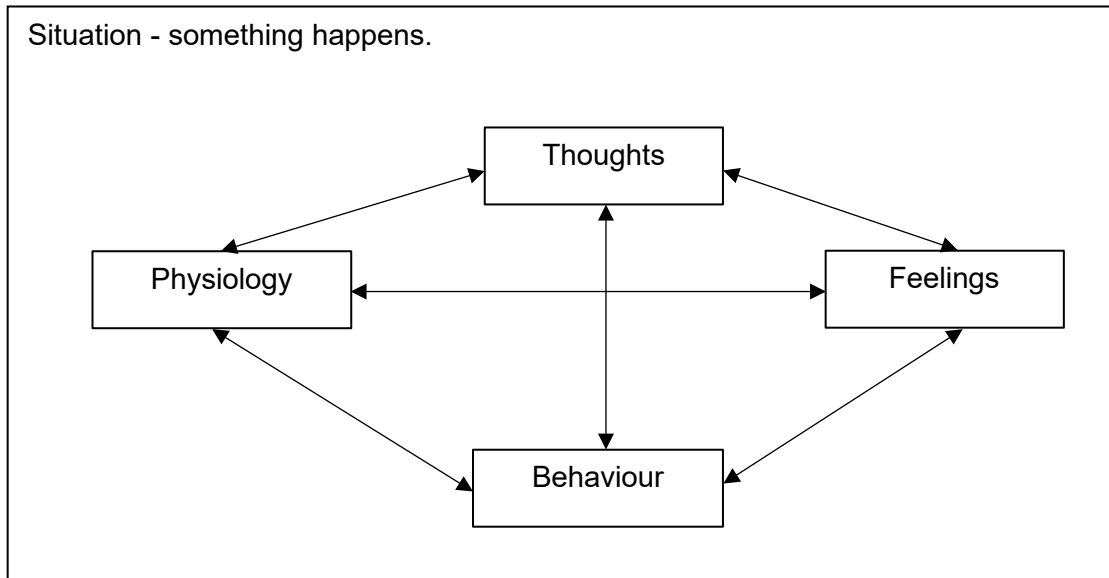 Situation - something happens.
Thoughts
Physiology
Feelings
Behaviour